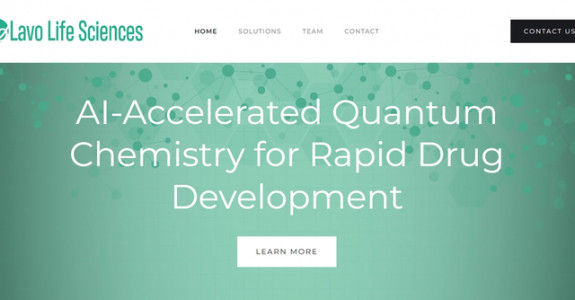 Lavo Life Sciences
HOME SOLUTIONS TEAM CONTACT
CONTACT US
AI-Accelerated Quantum
Chemistry for Rapid Drug
Development
LEARN MORE